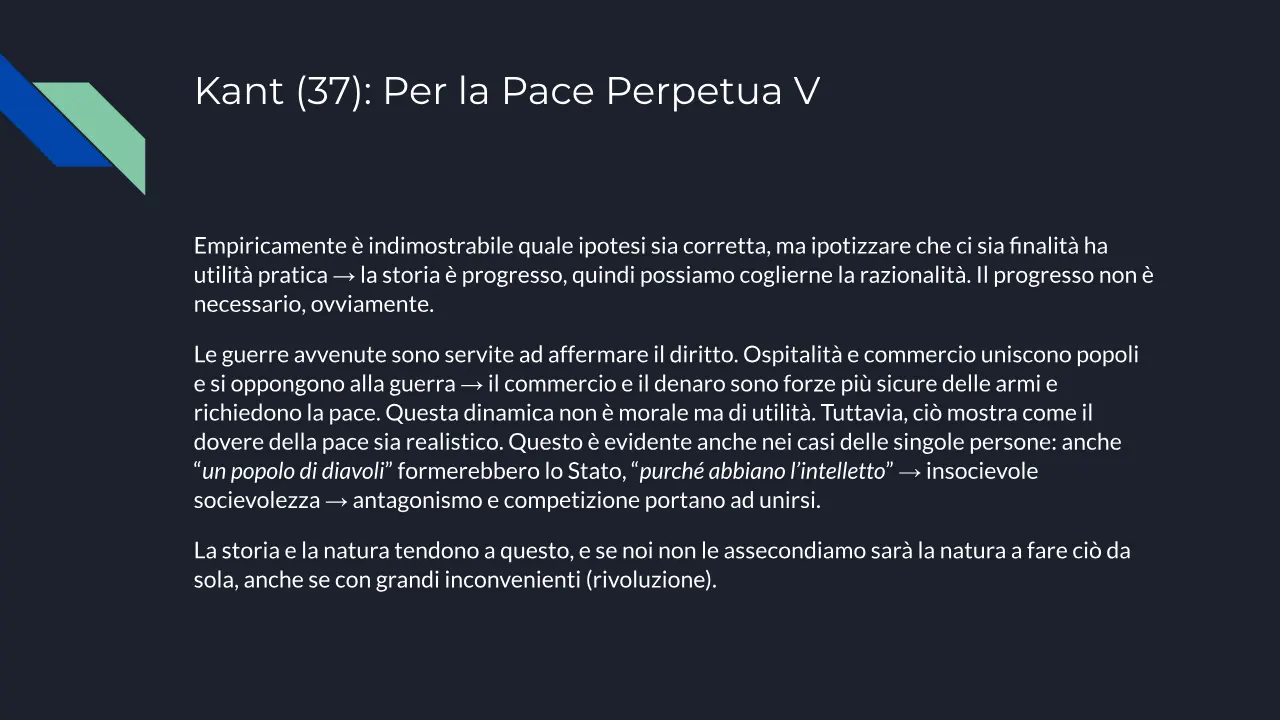 Kant (37): Per la Pace Perpetua V
Empiricamente è indimostrabile quale ipotesi sia corretta, ma ipotizzare che ci sia finalità ha
utilità pratica → la storia è progresso, quindi possiamo coglierne la razionalità. Il progresso non è
necessario, ovviamente.
Le guerre avvenute sono servite ad affermare il diritto. Ospitalità e commercio uniscono popoli
e si oppongono alla guerra → il commercio e il denaro sono forze più sicure delle armi e
richiedono la pace. Questa dinamica non è morale ma di utilità. Tuttavia, ciò mostra come il
dovere della pace sia realistico. Questo è evidente anche nei casi delle singole persone: anche
“un popolo di diavoli” formerebbero lo Stato, “purché abbiano l’intelletto” → insocievole
socievolezza → antagonismo e competizione portano ad unirsi.
La storia e la natura tendono a questo, e se noi non le assecondiamo sarà la natura a fare ciò da
sola, anche se con grandi inconvenienti (rivoluzione).